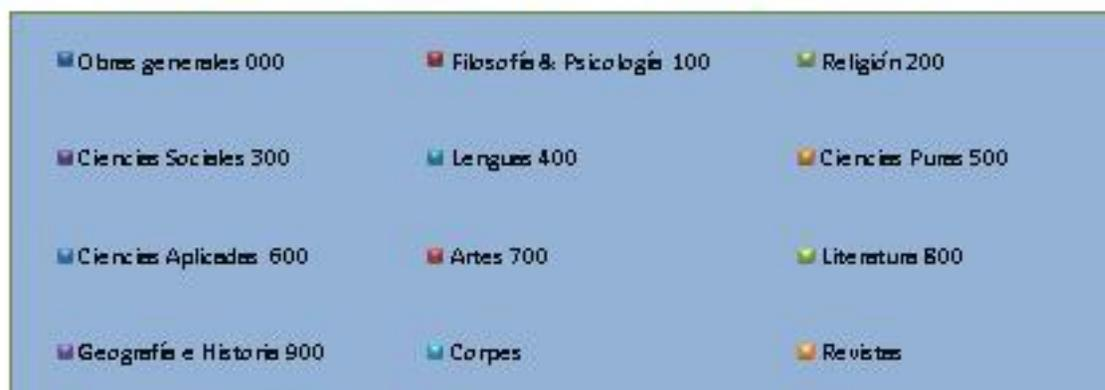 Obras generales 000 Filosofía & Psicología 100 Religión 200
Ciencias Sociales 300 Lenguas 400 Ciencias Puras 500
Ciencias Aplicadas 600 Artes 700 Literatura 800
Geografía e Historia 900 Corpes Revistas